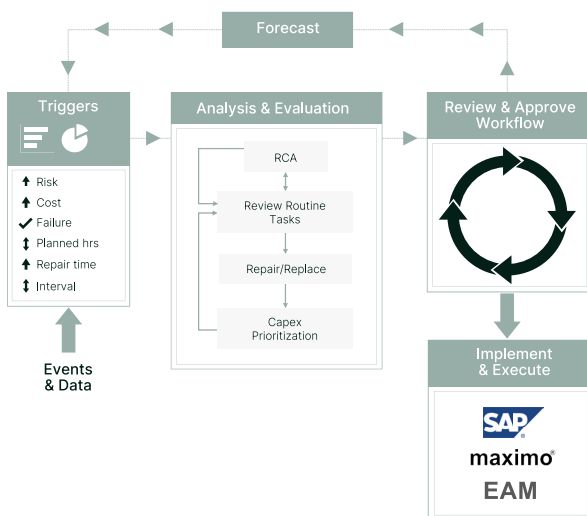 Forecast
Triggers
Risk
Cost
Failure
Planned hrs
Repair time
Interval
Events
& Data
Analysis & Evaluation
RCA
Review Routine
Tasks
Repair/Replace
Capex
Prioritization
Review & Approve
Workflow
Implement
& Execute
SAP®
maximo®
EAM